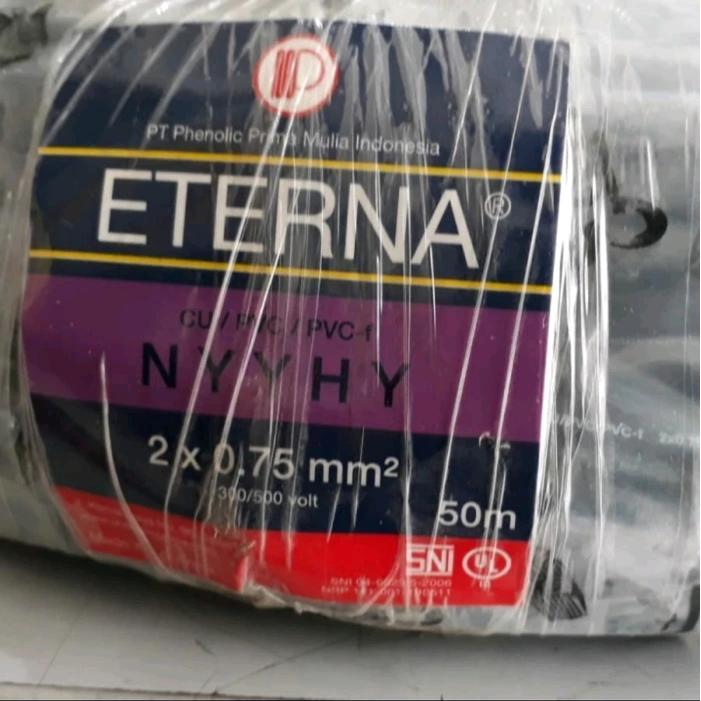 PT Phenolic Prima Mulia Indonesia
ETERNA®
CU / PVC / PVC-f
NYYHY
2 x 0.75 mm²
300/500 volt
50m
SNI UL